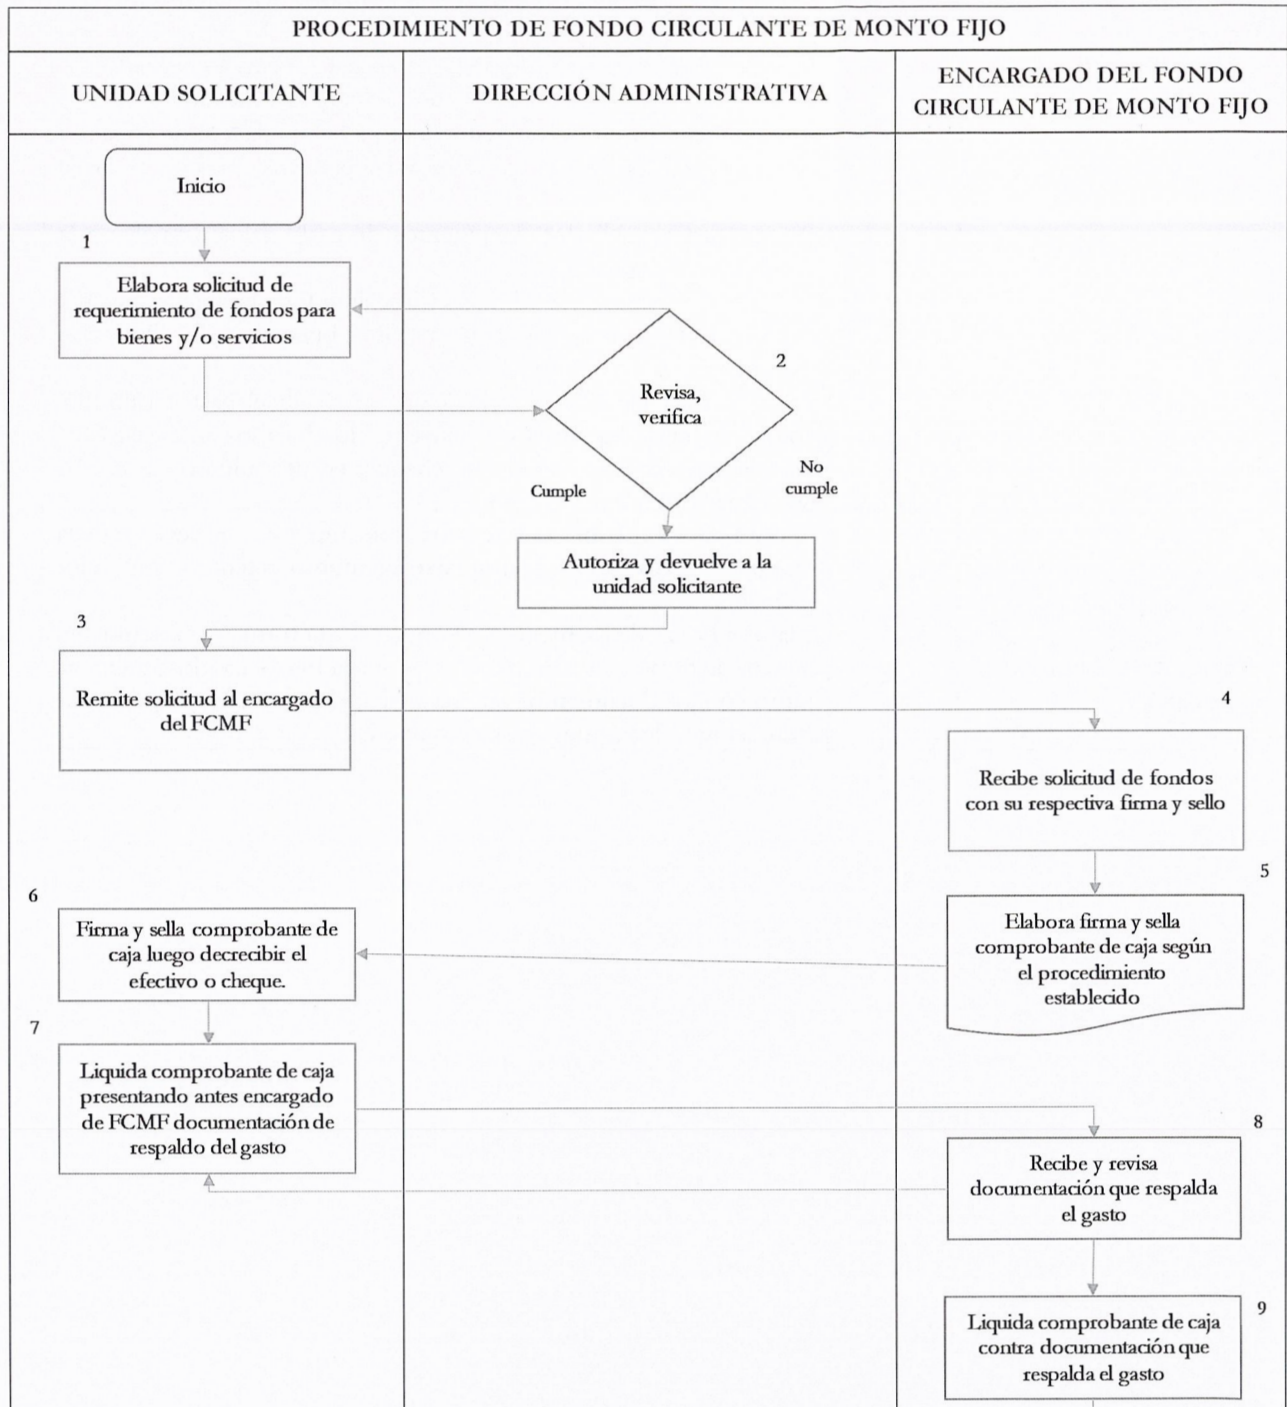 PROCEDIMIENTO DE FONDO CIRCULANTE DE MONTO FIJO
UNIDAD SOLICITANTE
DIRECCIÓN ADMINISTRATIVA
ENCARGADO DEL FONDO
CIRCULANTE DE MONTO FIJO
Inicio
1
Elabora solicitud de
requerimiento de fondos para
bienes y/o servicios
2
Revisa,
verifica
Cumple
No
cumple
Autoriza y devuelve a la
unidad solicitante
3
Remite solicitud al encargado
del FCMF
4
Recibe solicitud de fondos
con su respectiva firma y sello
5
Elabora firma y sella
comprobante de caja según
el procedimiento
establecido
6
Firma y sella comprobante de
caja luego decrecibir el
efectivo o cheque.
7
Liquida comprobante de caja
presentando antes encargado
de FCMF documentación de
respaldo del gasto
8
Recibe y revisa
documentación que respalda
el gasto
9
Liquida comprobante de caja
contra documentación que
respalda el gasto